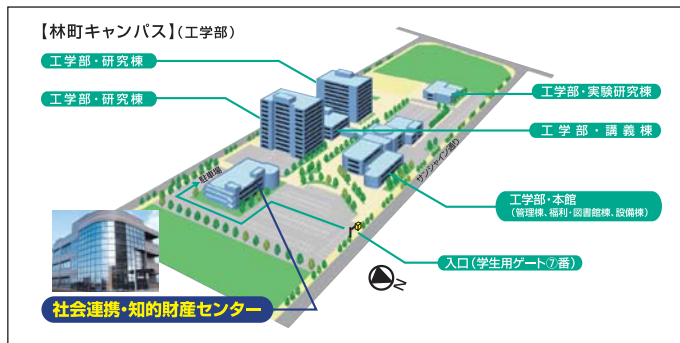 【林町キャンパス】(工学部)
工学部・研究棟
工学部・研究棟
工学部・実験研究棟
工学部・講義棟
サンシャイン通り
駐車場
工学部・本館
(管理棟、福利・図書館棟、設備棟)
入口(学生用ゲート⑦番)
N
社会連携・知的財産センター